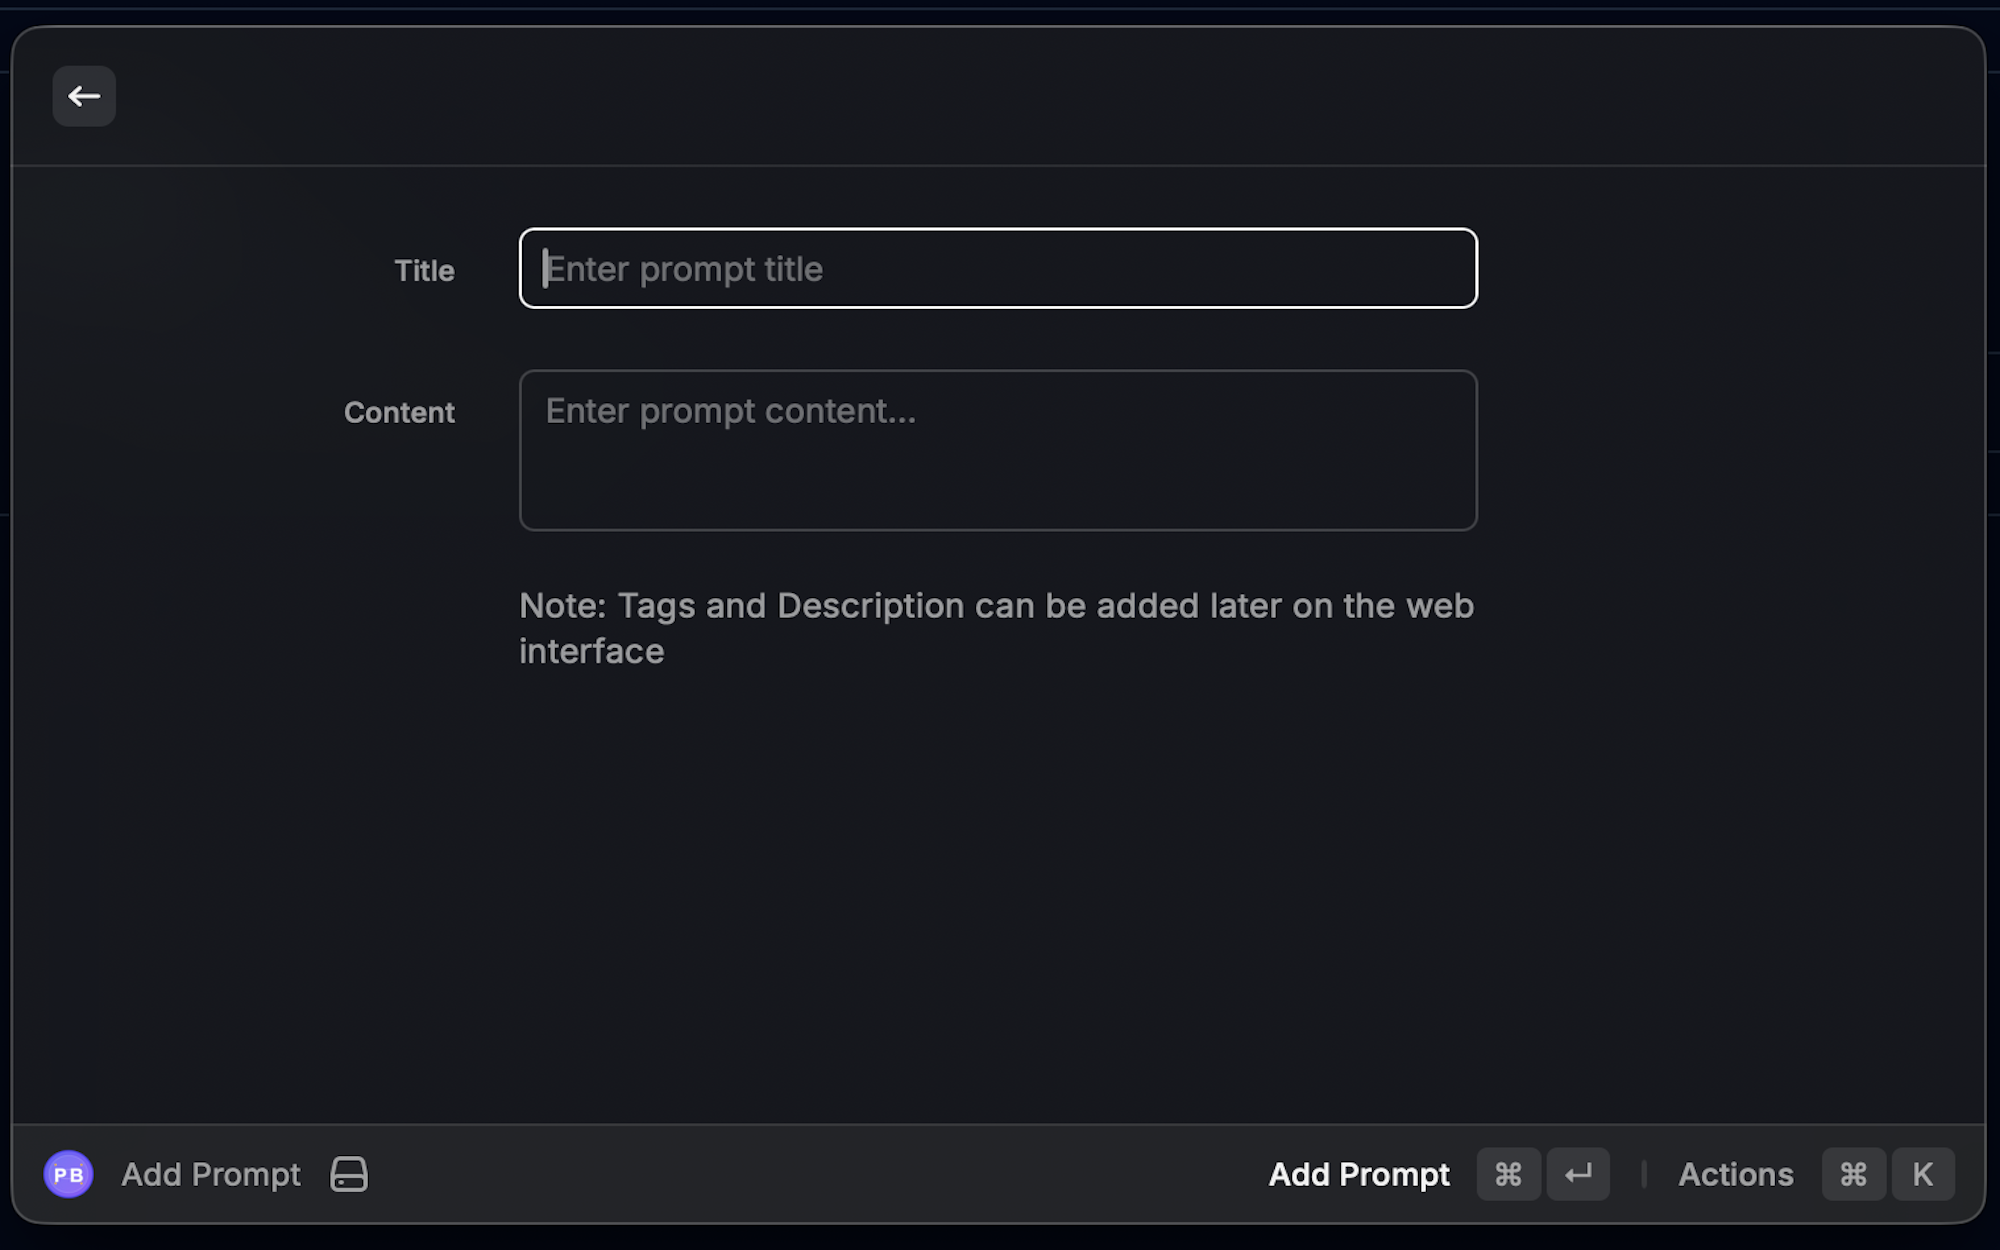 Title
Enter prompt title
Content
Enter prompt content...
Note: Tags and Description can be added later on the web
interface
PB Add Prompt
Add Prompt ⌘ ↵ Actions ⌘ K